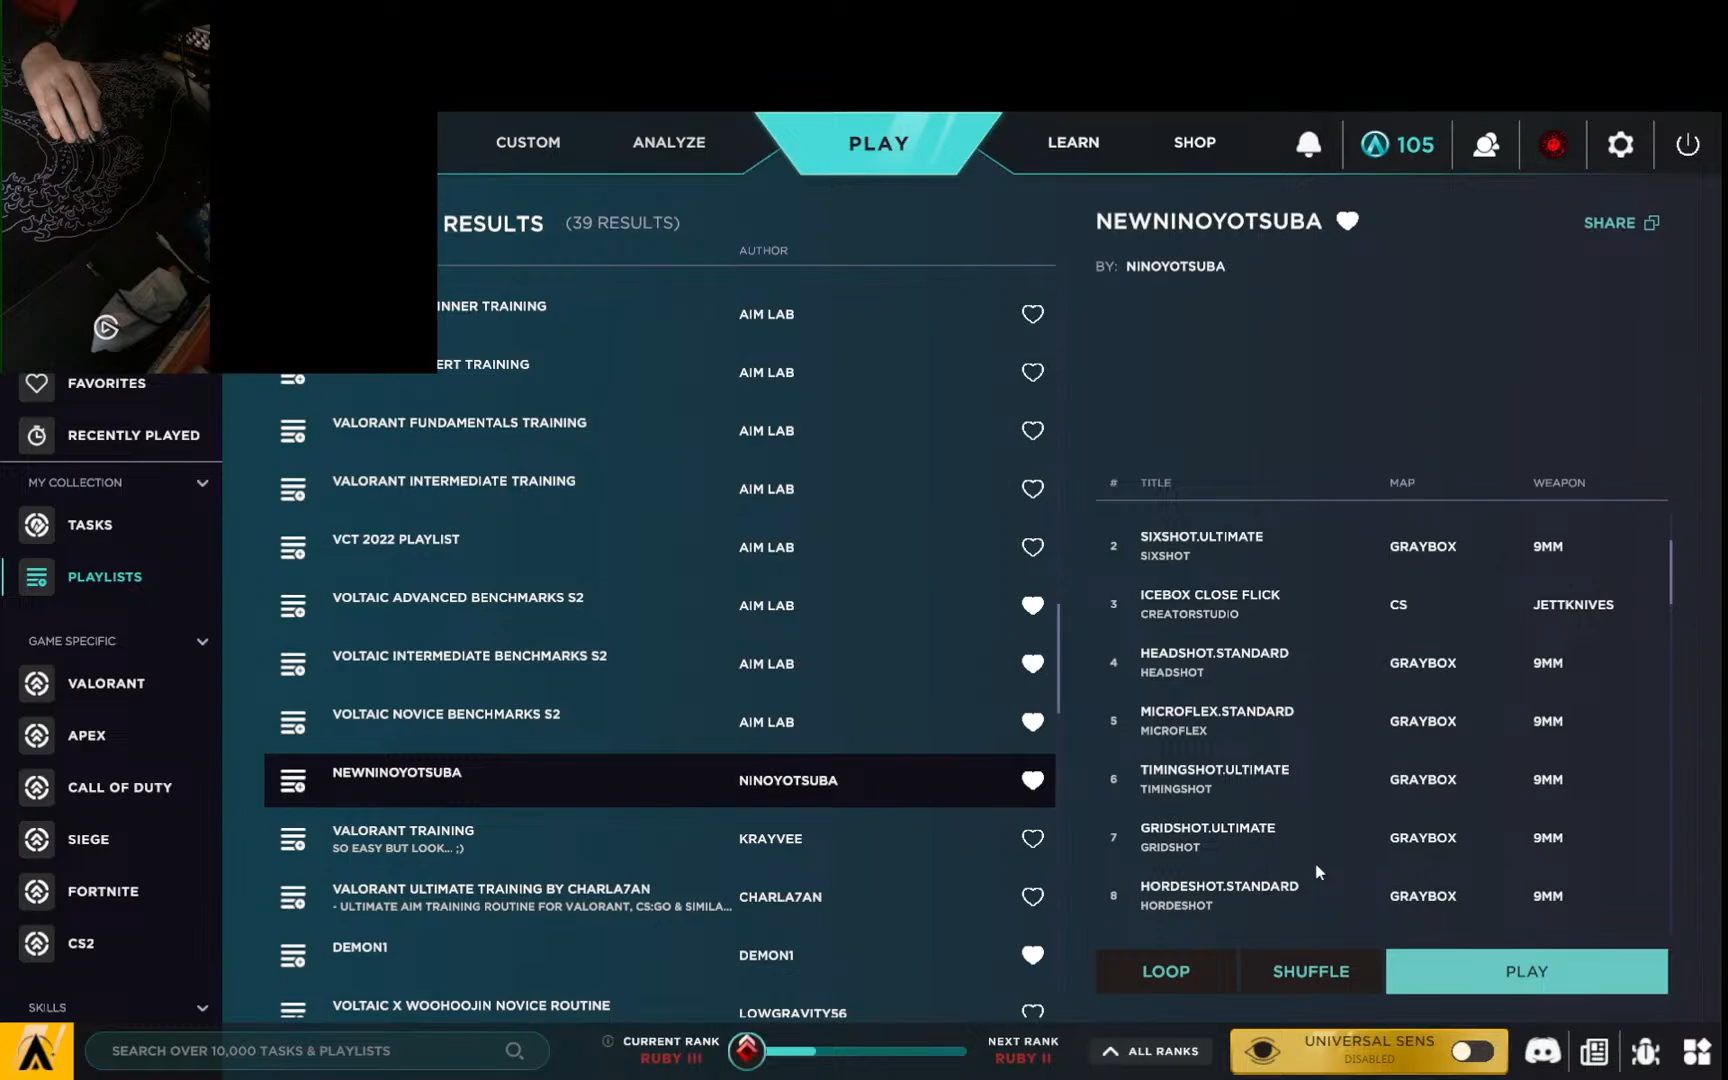 CUSTOM
ANALYZE
PLAY
LEARN
SHOP
105
RESULTS (39 RESULTS)
AUTHOR
INNER TRAINING
AIM LAB
ERT TRAINING
AIM LAB
VALORANT FUNDAMENTALS TRAINING
AIM LAB
VALORANT INTERMEDIATE TRAINING
AIM LAB
VCT 2022 PLAYLIST
AIM LAB
VOLTAIC ADVANCED BENCHMARKS S2
AIM LAB
VOLTAIC INTERMEDIATE BENCHMARKS S2
AIM LAB
VOLTAIC NOVICE BENCHMARKS S2
AIM LAB
NEWNINOYOTSUBA
NINOYOTSUBA
VALORANT TRAINING
SO EASY BUT LOOK... ;)
KRAYVEE
VALORANT ULTIMATE TRAINING BY CHARLA7AN
- ULTIMATE AIM TRAINING ROUTINE FOR VALORANT, CS:GO & SIMILA...
CHARLA7AN
DEMON1
DEMON1
VOLTAIC X WOOHOOJIN NOVICE ROUTINE
LOWGRAVITY56
FAVORITES
RECENTLY PLAYED
MY COLLECTION
TASKS
PLAYLISTS
GAME SPECIFIC
VALORANT
APEX
CALL OF DUTY
SIEGE
FORTNITE
CS2
SKILLS
NEWNINOYOTSUBA
SHARE
BY: NINOYOTSUBA
# TITLE MAP WEAPON
2 SIXSHOT.ULTIMATE GRAYBOX 9MM
SIXSHOT
3 ICEBOX CLOSE FLICK CS JETTKNIVES
CREATORSTUDIO
4 HEADSHOT.STANDARD GRAYBOX 9MM
HEADSHOT
5 MICROFLEX.STANDARD GRAYBOX 9MM
MICROFLEX
6 TIMINGSHOT.ULTIMATE GRAYBOX 9MM
TIMINGSHOT
7 GRIDSHOT.ULTIMATE GRAYBOX 9MM
GRIDSHOT
8 HORDESHOT.STANDARD GRAYBOX 9MM
HORDESHOT
LOOP
SHUFFLE
PLAY
SEARCH OVER 10,000 TASKS & PLAYLISTS
CURRENT RANK
RUBY III
NEXT RANK
RUBY II
ALL RANKS
UNIVERSAL SENS
DISABLED